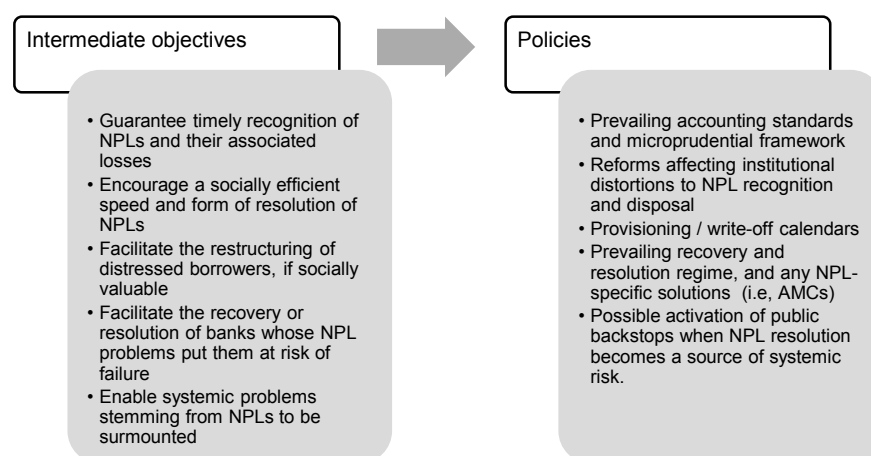 Intermediate objectives
• Guarantee timely recognition of
NPLs and their associated
losses
• Encourage a socially efficient
speed and form of resolution of
NPLs
• Facilitate the restructuring of
distressed borrowers, if socially
valuable
• Facilitate the recovery or
resolution of banks whose NPL
problems put them at risk of
failure
• Enable systemic problems
stemming from NPLs to be
surmounted
Policies
• Prevailing accounting standards
and microprudential framework
• Reforms affecting institutional
distortions to NPL recognition
and disposal
• Provisioning / write-off calendars
• Prevailing recovery and
resolution regime, and any NPL-
specific solutions (i.e, AMCs)
• Possible activation of public
backstops when NPL resolution
becomes a source of systemic
risk.